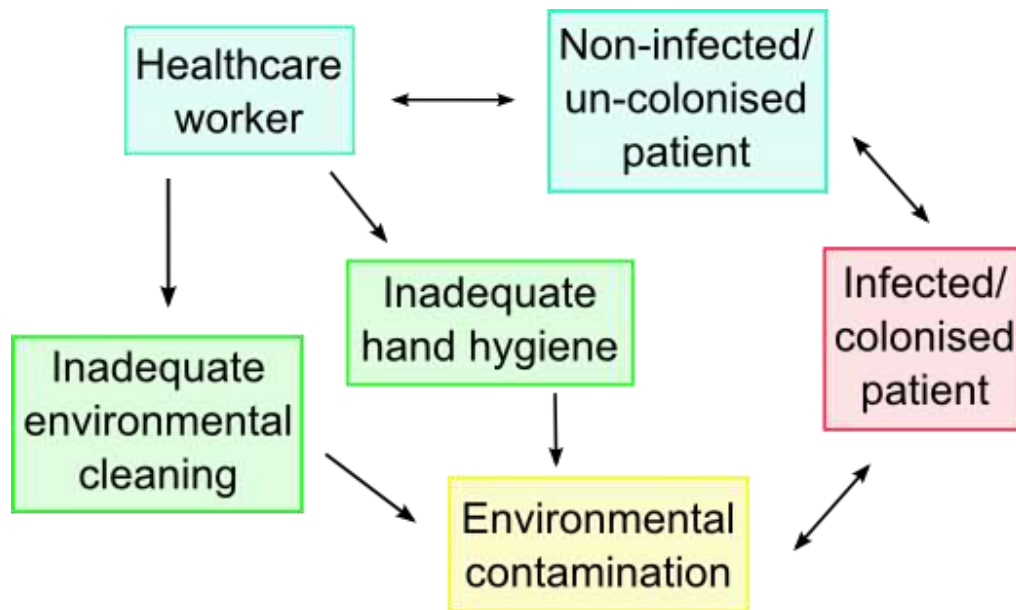 Healthcare
worker
Non-infected/
un-colonised
patient
Inadequate
hand hygiene
Infected/
colonised
patient
Inadequate
environmental
cleaning
Environmental
contamination